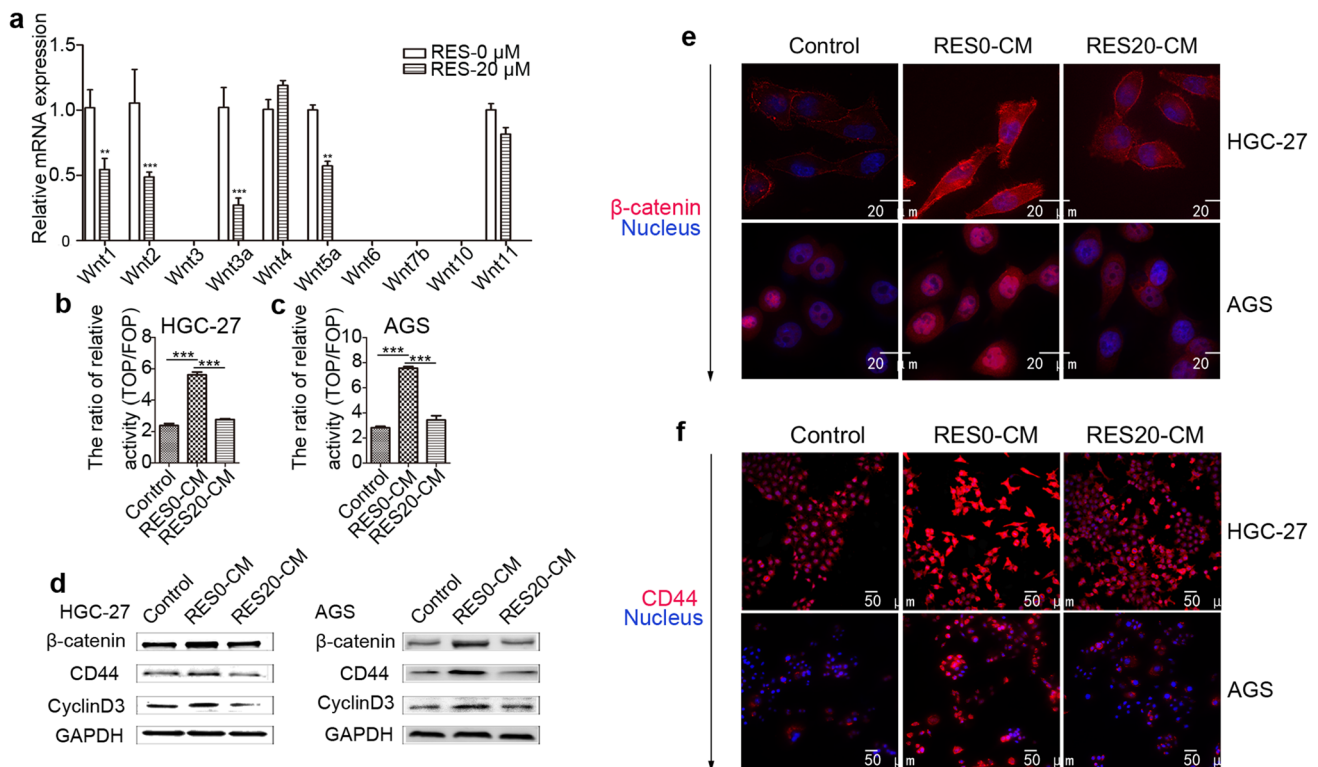 a
1.5
1.0
0.5
0
Relative mRNA expression
RES-0 μM
RES-20 μM
**
***
***
**
Wnt1
Wnt2
Wnt3
Wnt3a
Wnt4
Wnt5a
Wnt6
Wnt7b
Wnt10
Wnt11
b
HGC-27
The ratio of relative
activity (TOP/FOP)
8
6
4
2
0
***
***
Control
RES0-CM
RES20-CM
c
AGS
The ratio of relative
activity (TOP/FOP)
10
8
6
4
2
0
***
***
Control
RES0-CM
RES20-CM
d
HGC-27
Control
RES0-CM
RES20-CM
β-catenin
CD44
CyclinD3
GAPDH
AGS
Control
RES0-CM
RES20-CM
β-catenin
CD44
CyclinD3
GAPDH
e
Control
RES0-CM
RES20-CM
β-catenin
Nucleus
20 μm
20 μm
20
HGC-27
20 μm
20 μm
20
AGS
f
Control
RES0-CM
RES20-CM
CD44
Nucleus
50 μm
50 μm
50 μ
HGC-27
50 μm
50 μm
50 μ
AGS